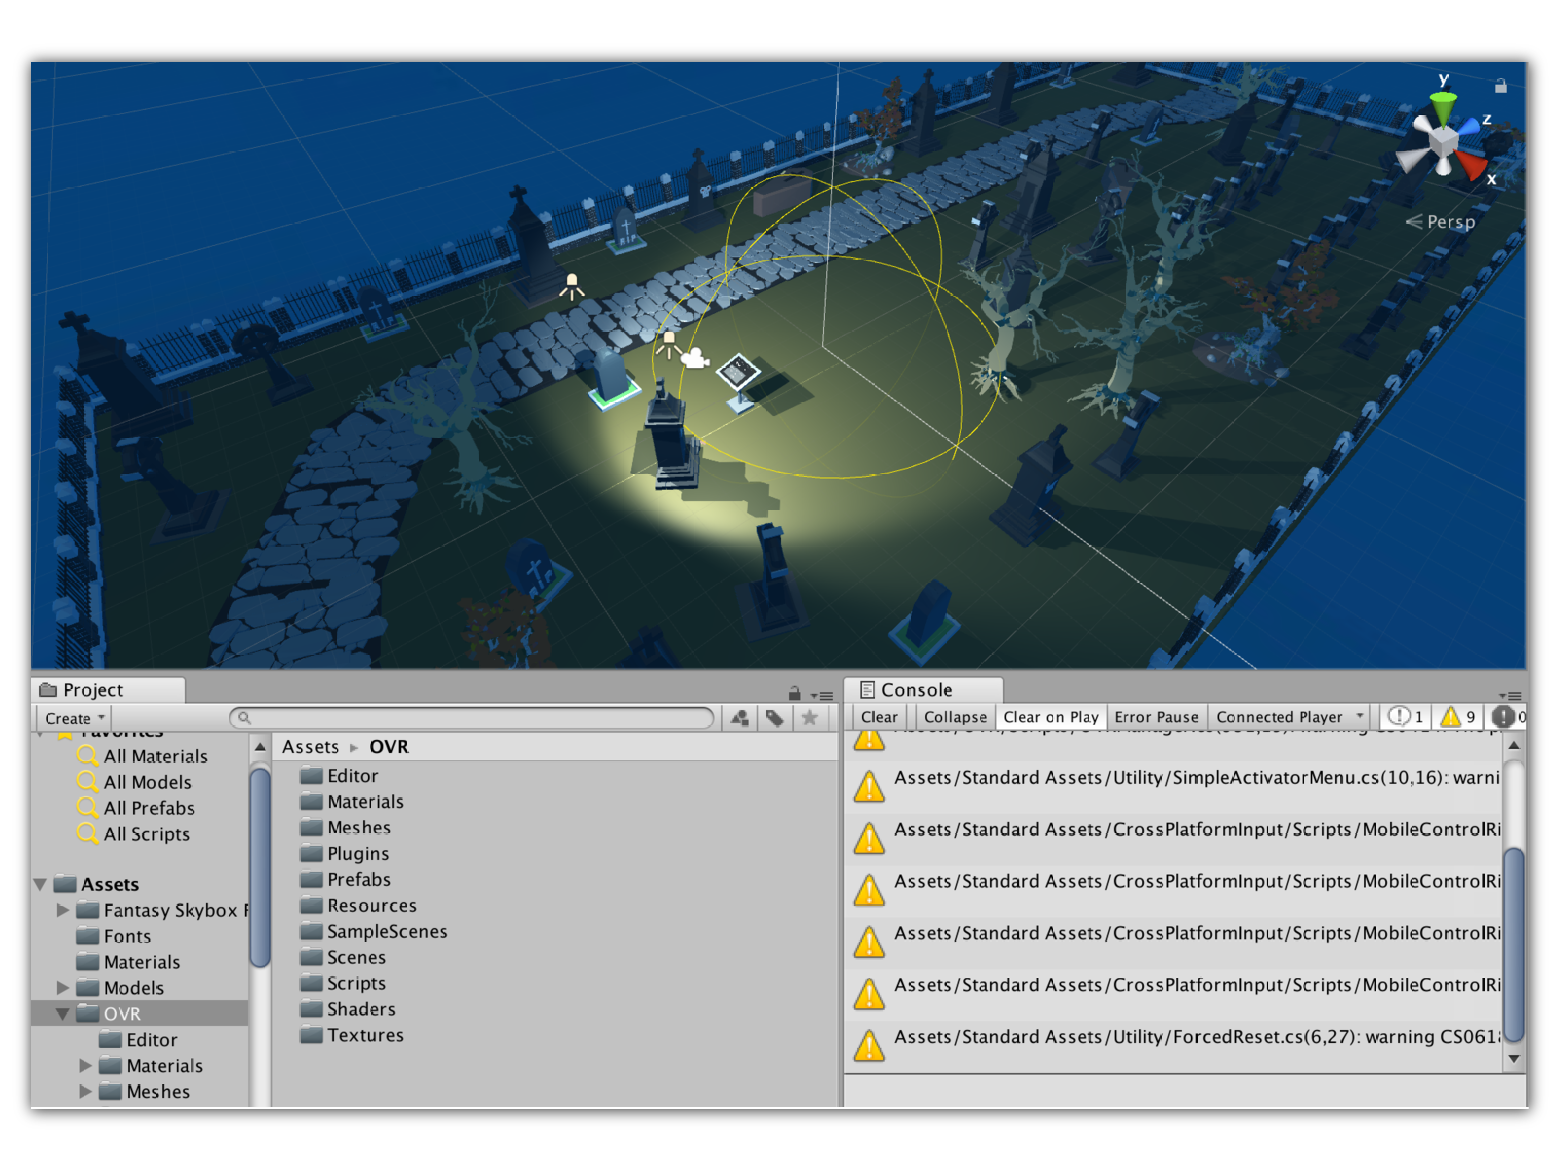 y
z
x
< Persp
RIP
Project
Create
Favorites
All Materials
All Models
All Prefabs
All Scripts
Assets
Fantasy Skybox F
Fonts
Materials
Models
OVR
Editor
Materials
Meshes
Assets ▸ OVR
Editor
Materials
Meshes
Plugins
Prefabs
Resources
SampleScenes
Scenes
Scripts
Shaders
Textures
Console
Clear Collapse Clear on Play Error Pause Connected Player 1 9 0
Assets/Standard Assets/Utility/SimpleActivatorMenu.cs(10,16): warni
Assets/Standard Assets/CrossPlatformInput/Scripts/MobileControlRi
Assets/Standard Assets/CrossPlatformInput/Scripts/MobileControlRi
Assets/Standard Assets/CrossPlatformInput/Scripts/MobileControlRi
Assets/Standard Assets/CrossPlatformInput/Scripts/MobileControlRi
Assets/Standard Assets/Utility/ForcedReset.cs(6,27): warning CS0618